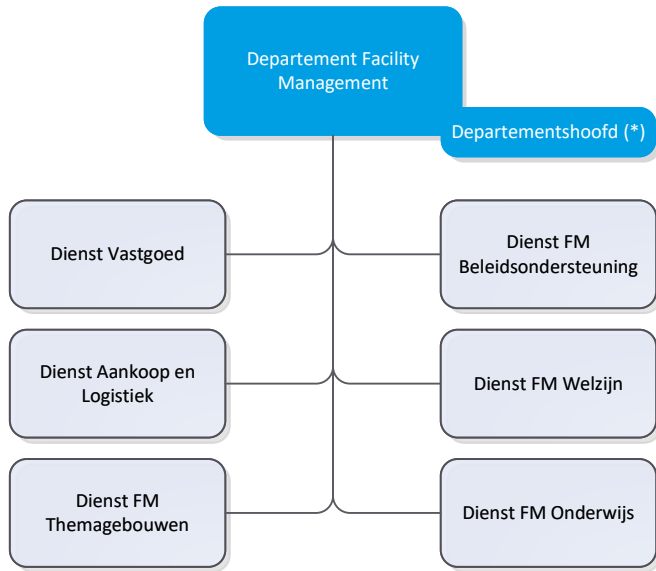 Departement Facility
Management
Departementshoofd (*)
Dienst Vastgoed
Dienst FM
Beleidsondersteuning
Dienst Aankoop en
Logistiek
Dienst FM Welzijn
Dienst FM
Themagebouwen
Dienst FM Onderwijs